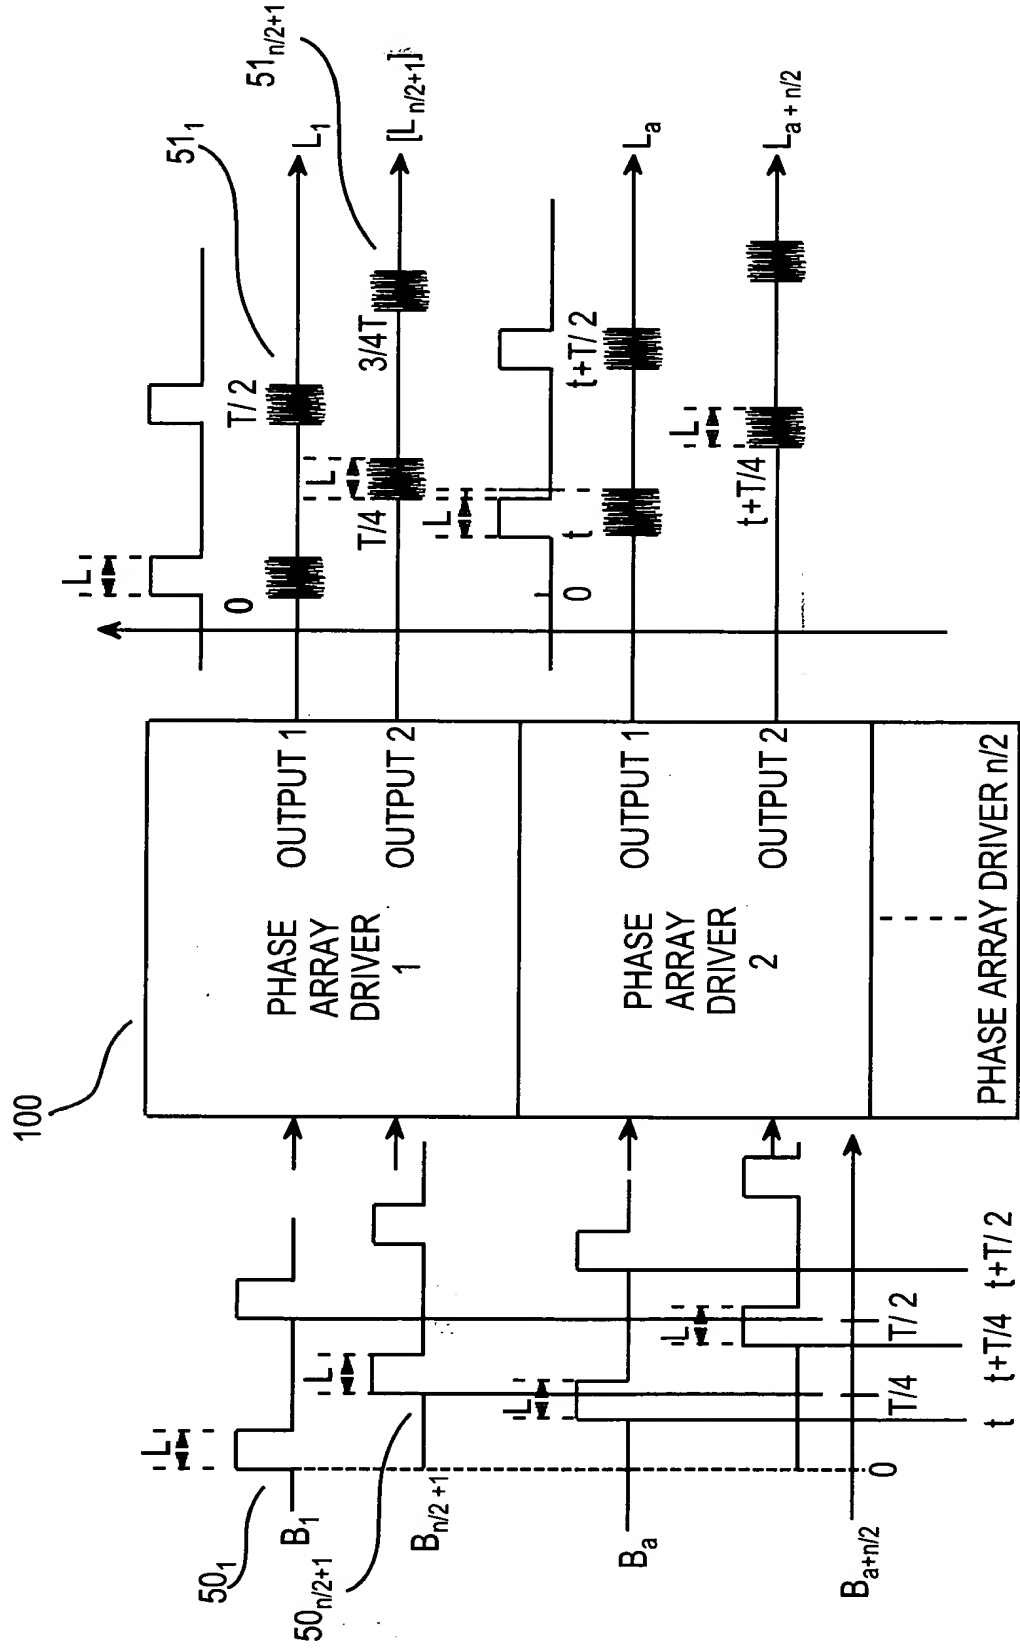 100
50₁
B₁
L
50ₙ/₂₊₁
Bₙ/₂₊₁
L
Bₐ
L
Bₐ₊ₙ/₂
L
0
T/4
T/2
t
t+T/4
t+T/2
PHASE
ARRAY
DRIVER
1
OUTPUT 1
OUTPUT 2
PHASE
ARRAY
DRIVER
2
OUTPUT 1
OUTPUT 2
PHASE ARRAY DRIVER n/2
L
0
T/2
51₁
L₁
T/4
L
3/4T
51ₙ/₂₊₁
[Lₙ/₂₊₁]
L
0
t
t+T/2
Lₐ
t+T/4
L
Lₐ ₊ ₙ/₂